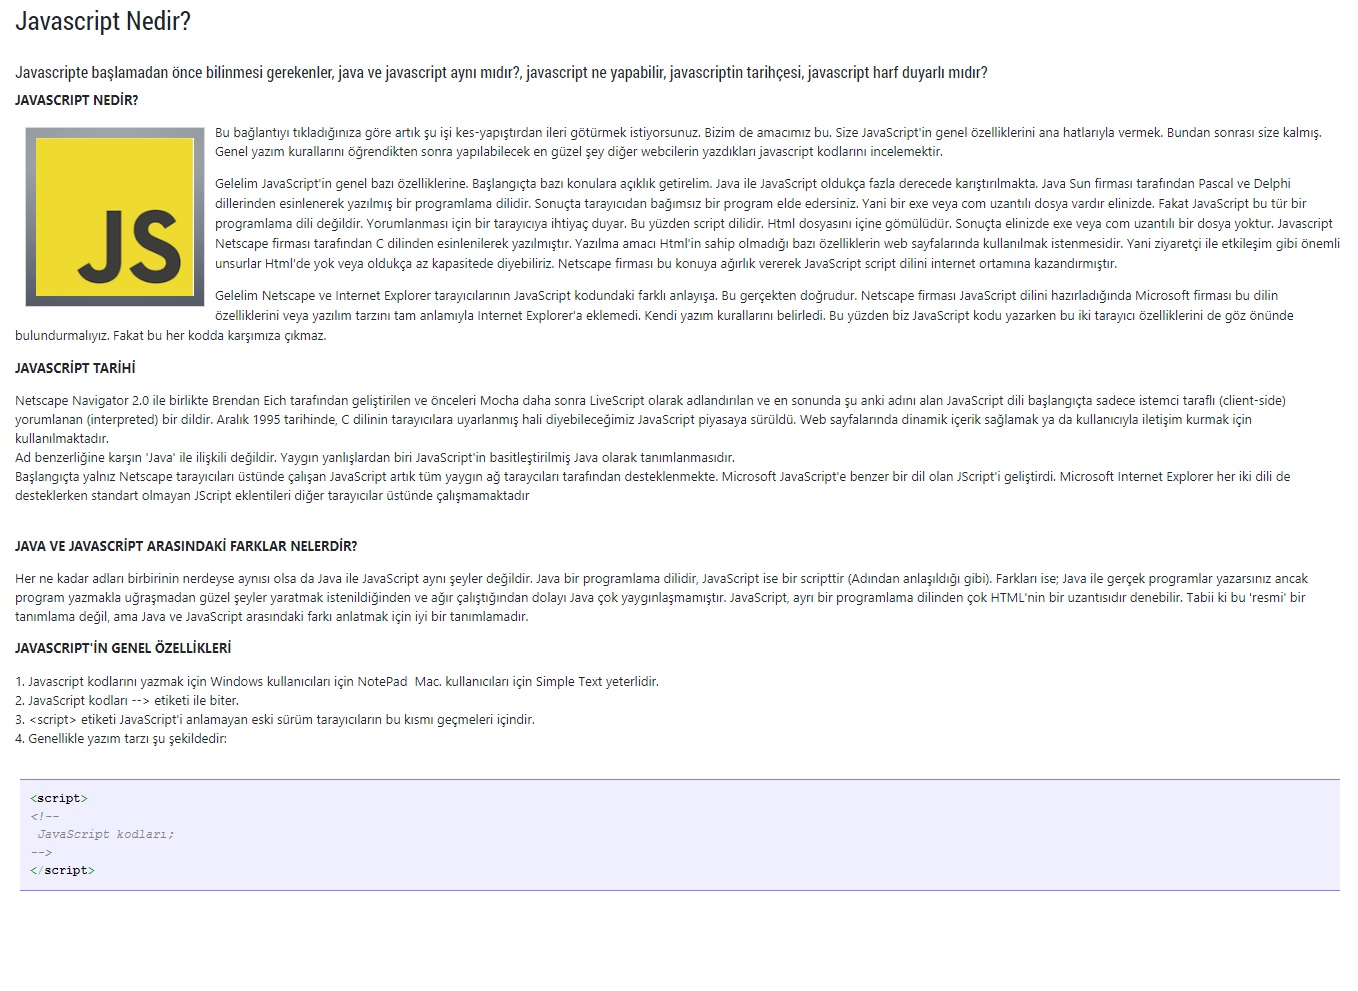 Javascript Nedir?
Javascripte başlamadan önce bilinmesi gerekenler, java ve javascript aynı mıdır?, javascript ne yapabilir, javascriptin tarihçesi, javascript harf duyarlı mıdır?
JAVASCRIPT NEDİR?
JS
Bu bağlantıyı tıkladığınıza göre artık şu işi kes-yapıştırdan ileri götürmek istiyorsunuz. Bizim de amacımız bu. Size JavaScript'in genel özelliklerini ana hatlarıyla vermek. Bundan sonrası size kalmış.
Genel yazım kurallarını öğrendikten sonra yapılabilecek en güzel şey diğer webcilerin yazdıkları javascript kodlarını incelemektir.
Gelelim JavaScript'in genel bazı özelliklerine. Başlangıçta bazı konulara açıklık getirelim. Java ile JavaScript oldukça fazla derecede karıştırılmakta. Java Sun firması tarafından Pascal ve Delphi
dillerinden esinlenerek yazılmış bir programlama dilidir. Sonuçta tarayıcıdan bağımsız bir program elde edersiniz. Yani bir exe veya com uzantılı dosya vardır elinizde. Fakat JavaScript bu tür bir
programlama dili değildir. Yorumlanması için bir tarayıcıya ihtiyaç duyar. Bu yüzden script dilidir. Html dosyasını içine gömülüdür. Sonuçta elinizde exe veya com uzantılı bir dosya yoktur. Javascript
Netscape firması tarafından C dilinden esinlenilerek yazılmıştır. Yazılma amacı Html'in sahip olmadığı bazı özelliklerin web sayfalarında kullanılmak istenmesidir. Yani ziyaretçi ile etkileşim gibi önemli
unsurlar Html'de yok veya oldukça az kapasitede diyebiliriz. Netscape firması bu konuya ağırlık vererek JavaScript script dilini internet ortamına kazandırmıştır.
Gelelim Netscape ve Internet Explorer tarayıcılarının JavaScript kodundaki farklı anlayışa. Bu gerçekten doğrudur. Netscape firması JavaScript dilini hazırladığında Microsoft firması bu dilin
özelliklerini veya yazılım tarzını tam anlamıyla Internet Explorer'a eklemedi. Kendi yazım kurallarını belirledi. Bu yüzden biz JavaScript kodu yazarken bu iki tarayıcı özelliklerini de göz önünde
bulundurmalıyız. Fakat bu her kodda karşımıza çıkmaz.
JAVASCRİPT TARİHİ
Netscape Navigator 2.0 ile birlikte Brendan Eich tarafından geliştirilen ve önceleri Mocha daha sonra LiveScript olarak adlandırılan ve en sonunda şu anki adını alan JavaScript dili başlangıçta sadece istemci taraflı (client-side)
yorumlanan (interpreted) bir dildir. Aralık 1995 tarihinde, C dilinin tarayıcılara uyarlanmış hali diyebileceğimiz JavaScript piyasaya sürüldü. Web sayfalarında dinamik içerik sağlamak ya da kullanıcıyla iletişim kurmak için
kullanılmaktadır.
Ad benzerliğine karşın 'Java' ile ilişkili değildir. Yaygın yanlışlardan biri JavaScript'in basitleştirilmiş Java olarak tanımlanmasıdır.
Başlangıçta yalnız Netscape tarayıcıları üstünde çalışan JavaScript artık tüm yaygın ağ taraycıları tarafından desteklenmekte. Microsoft JavaScript'e benzer bir dil olan JScript'i geliştirdi. Microsoft Internet Explorer her iki dili de
desteklerken standart olmayan JScript eklentileri diğer tarayıcılar üstünde çalışmamaktadır
JAVA VE JAVASCRİPT ARASINDAKİ FARKLAR NELERDİR?
Her ne kadar adları birbirinin nerdeyse aynısı olsa da Java ile JavaScript aynı şeyler değildir. Java bir programlama dilidir, JavaScript ise bir scripttir (Adından anlaşıldığı gibi). Farkları ise; Java ile gerçek programlar yazarsınız ancak
program yazmakla uğraşmadan güzel şeyler yaratmak istenildiğinden ve ağır çalıştığından dolayı Java çok yaygınlaşmamıştır. JavaScript, ayrı bir programlama dilinden çok HTML'nin bir uzantısıdır denebilir. Tabii ki bu 'resmi' bir
tanımlama değil, ama Java ve JavaScript arasındaki farkı anlatmak için iyi bir tanımlamadır.
JAVASCRIPT'İN GENEL ÖZELLİKLERİ
1. Javascript kodlarını yazmak için Windows kullanıcıları için NotePad  Mac. kullanıcıları için Simple Text yeterlidir.
2. JavaScript kodları --> etiketi ile biter.
3. <script> etiketi JavaScript'i anlamayan eski sürüm tarayıcıların bu kısmı geçmeleri içindir.
4. Genellikle yazım tarzı şu şekildedir:
<script>
<!--
JavaScript kodları;
-->
</script>